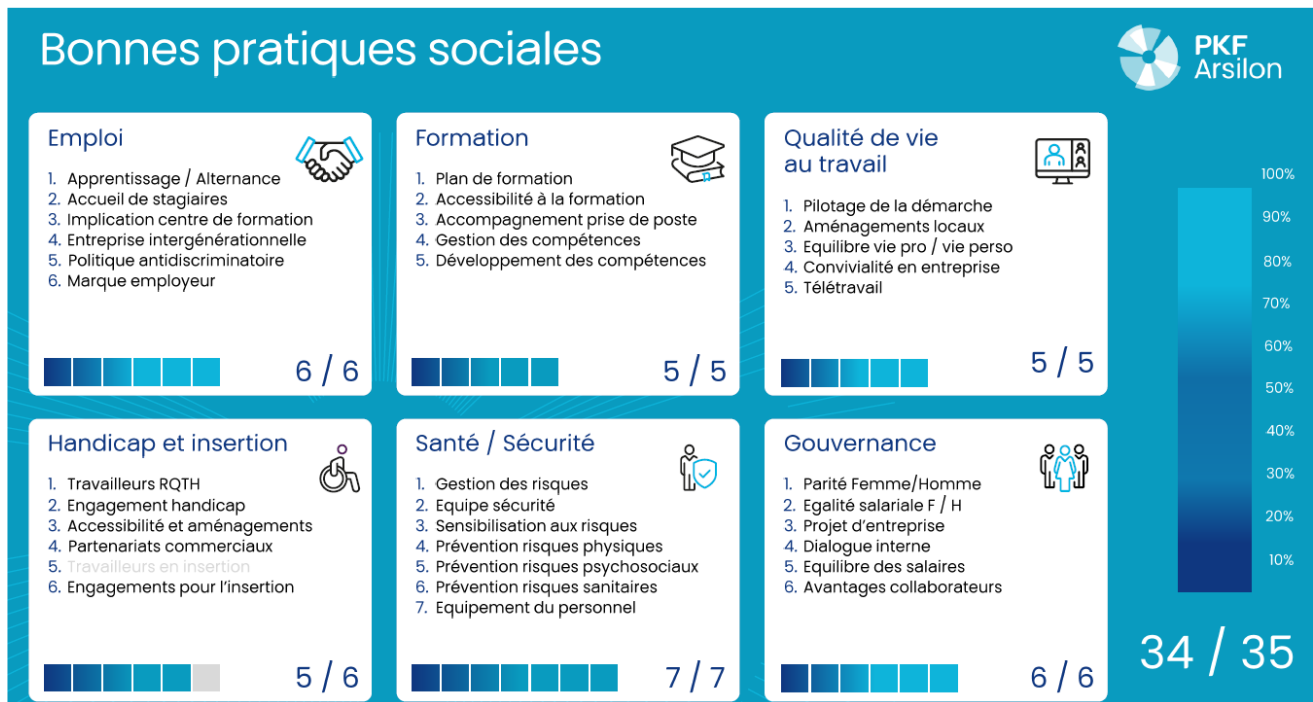 Bonnes pratiques sociales
PKF
Arsilon
Emploi
1. Apprentissage / Alternance
2. Accueil de stagiaires
3. Implication centre de formation
4. Entreprise intergénérationnelle
5. Politique antidiscriminatoire
6. Marque employeur
6 / 6
Formation
1. Plan de formation
2. Accessibilité à la formation
3. Accompagnement prise de poste
4. Gestion des compétences
5. Développement des compétences
5 / 5
Qualité de vie
au travail
1. Pilotage de la démarche
2. Aménagements locaux
3. Equilibre vie pro / vie perso
4. Convivialité en entreprise
5. Télétravail
5 / 5
Handicap et insertion
1. Travailleurs RQTH
2. Engagement handicap
3. Accessibilité et aménagements
4. Partenariats commerciaux
5. Travailleurs en insertion
6. Engagements pour l'insertion
5 / 6
Santé / Sécurité
1. Gestion des risques
2. Equipe sécurité
3. Sensibilisation aux risques
4. Prévention risques physiques
5. Prévention risques psychosociaux
6. Prévention risques sanitaires
7. Equipement du personnel
7 / 7
Gouvernance
1. Parité Femme/Homme
2. Egalité salariale F / H
3. Projet d'entreprise
4. Dialogue interne
5. Equilibre des salaires
6. Avantages collaborateurs
6 / 6
100%
90%
80%
70%
60%
50%
40%
30%
20%
10%
34 / 35